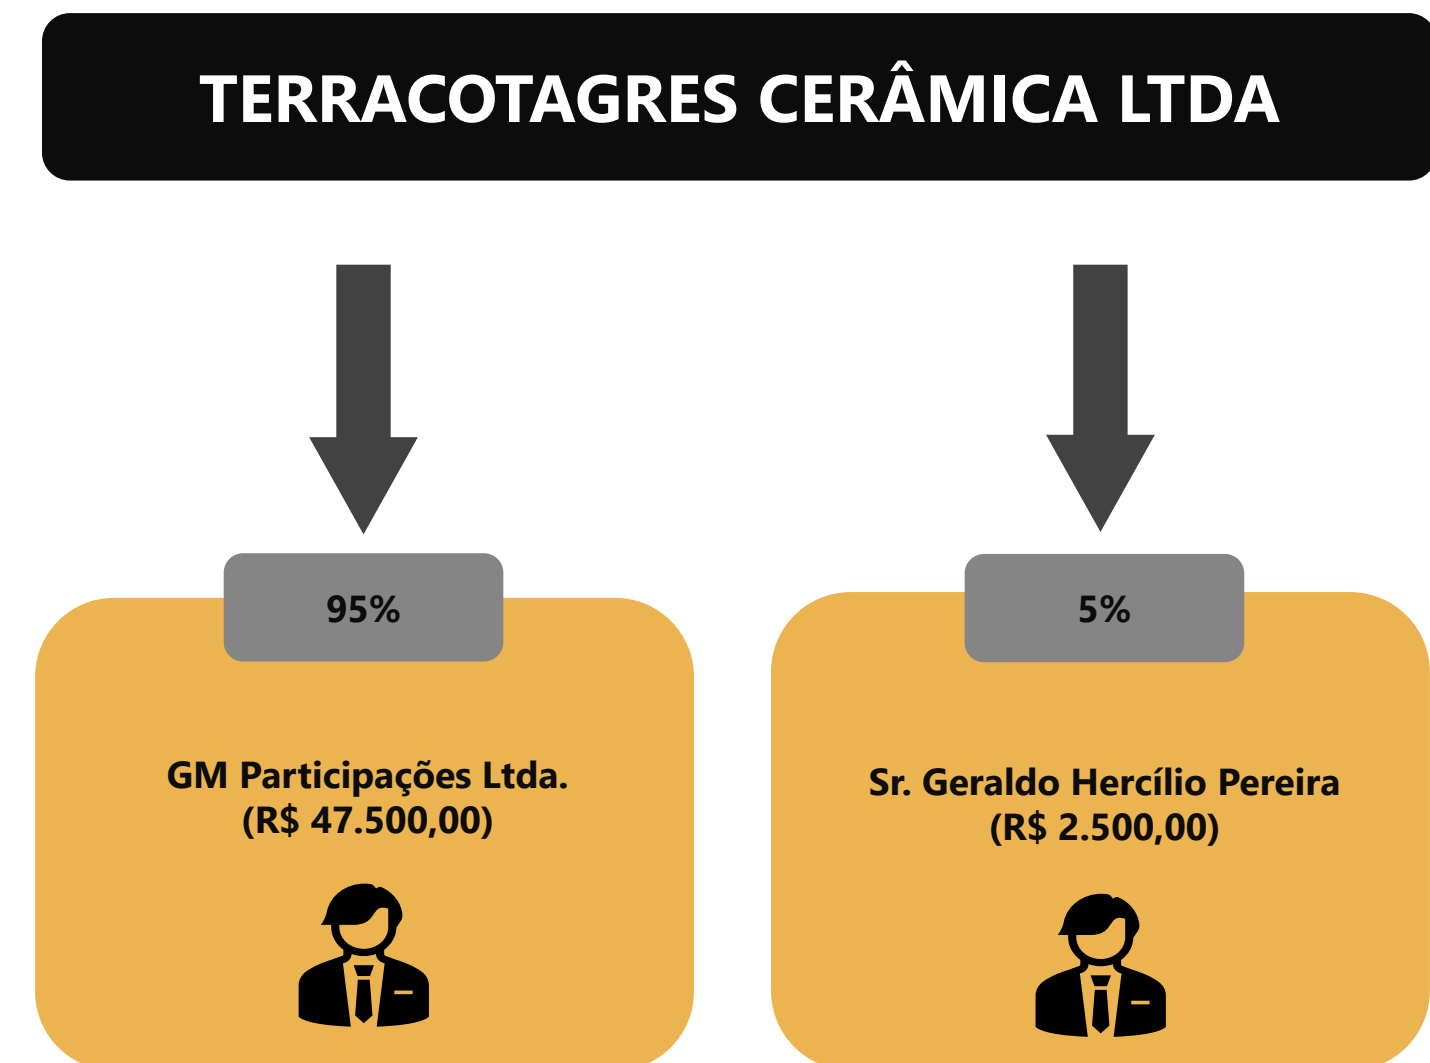 TERRACOTAGRES CERÂMICA LTDA
95%
GM Participações Ltda.
(R$ 47.500,00)
5%
Sr. Geraldo Hercílio Pereira
(R$ 2.500,00)